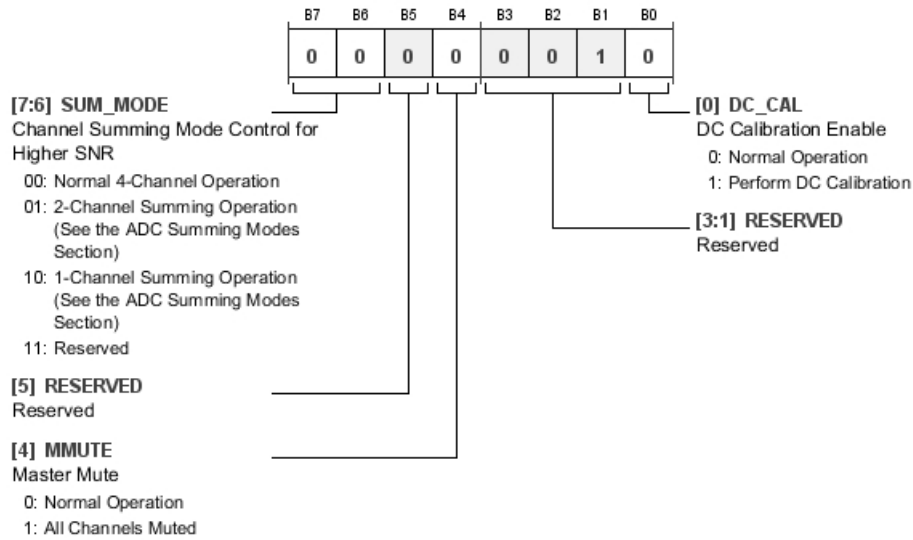 B7 B6 B5 B4 B3 B2 B1 B0
0 0 0 0 0 0 1 0
[7:6] SUM_MODE
Channel Summing Mode Control for
Higher SNR
00: Normal 4-Channel Operation
01: 2-Channel Summing Operation
(See the ADC Summing Modes
Section)
10: 1-Channel Summing Operation
(See the ADC Summing Modes
Section)
11: Reserved
[5] RESERVED
Reserved
[4] MMUTE
Master Mute
0: Normal Operation
1: All Channels Muted
[0] DC_CAL
DC Calibration Enable
0: Normal Operation
1: Perform DC Calibration
[3:1] RESERVED
Reserved